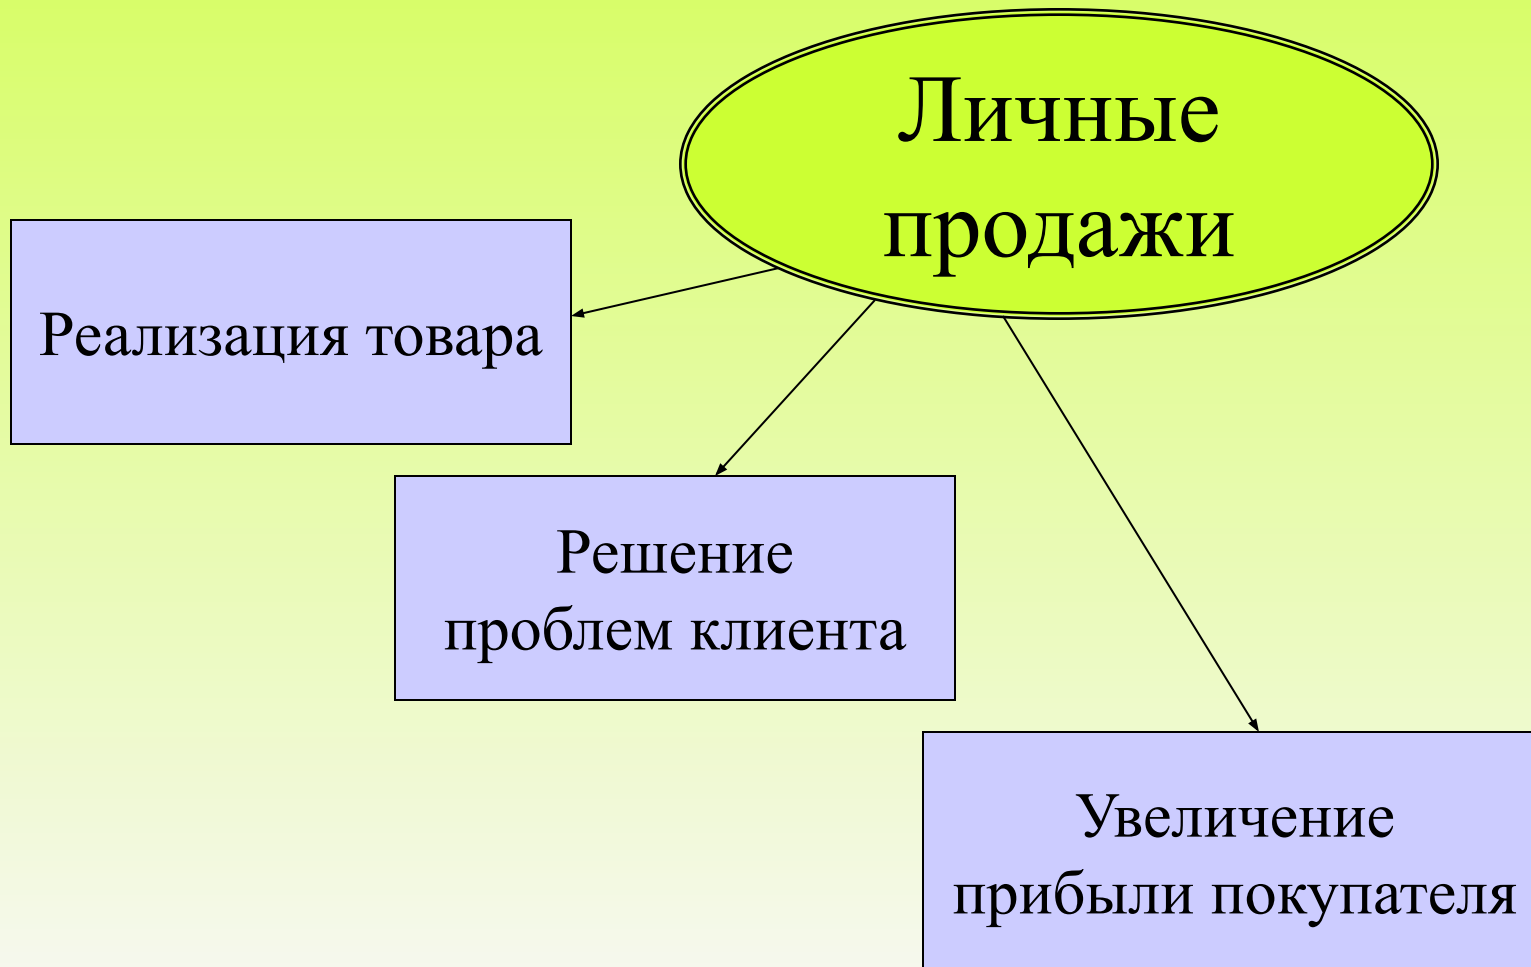 Личные
продажи
Реализация товара
Решение
проблем клиента
Увеличение
прибыли покупателя